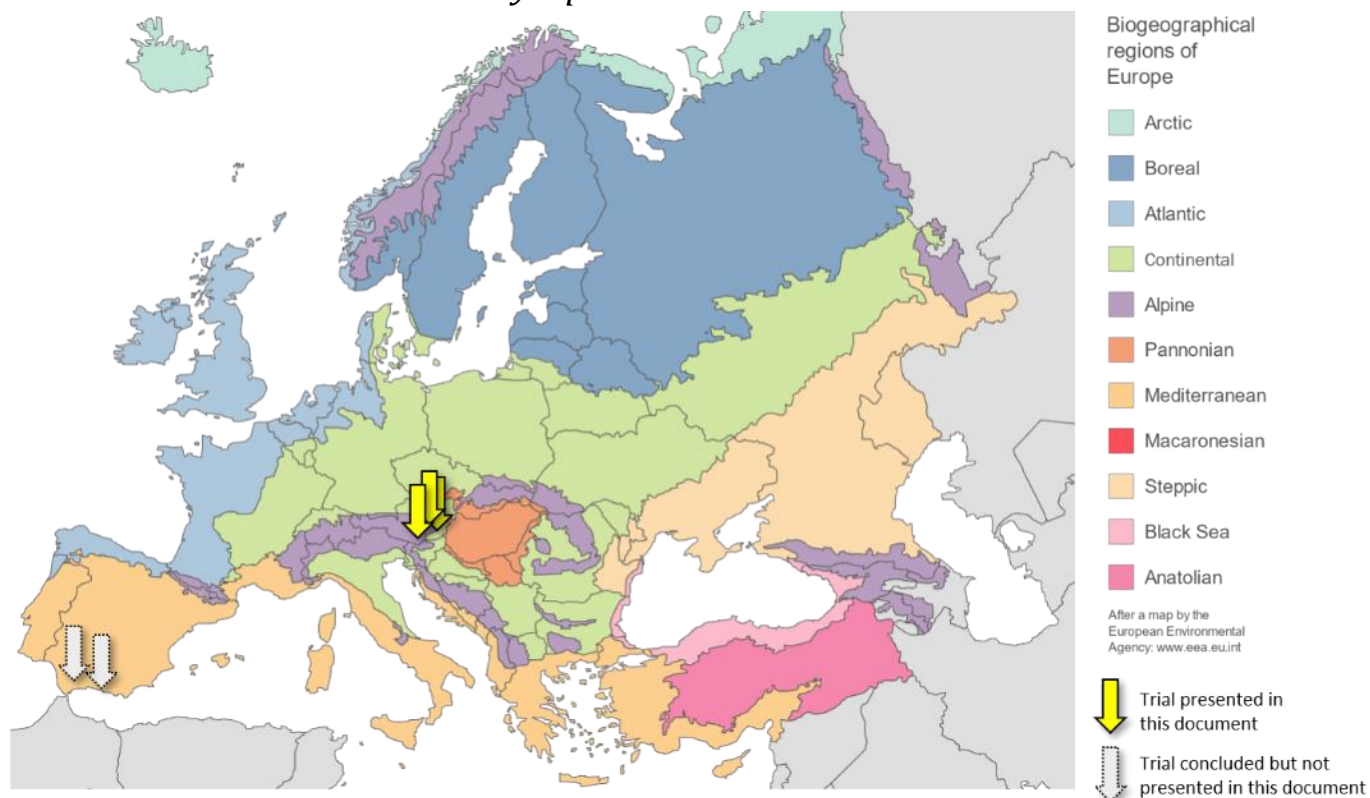 Biogeographical
regions of
Europe
Arctic
Boreal
Atlantic
Continental
Alpine
Pannonian
Mediterranean
Macaronesian
Steppic
Black Sea
Anatolian
After a map by the
European Environmental
Agency: www.eea.eu.int
Trial presented in
this document
Trial concluded but not
presented in this document